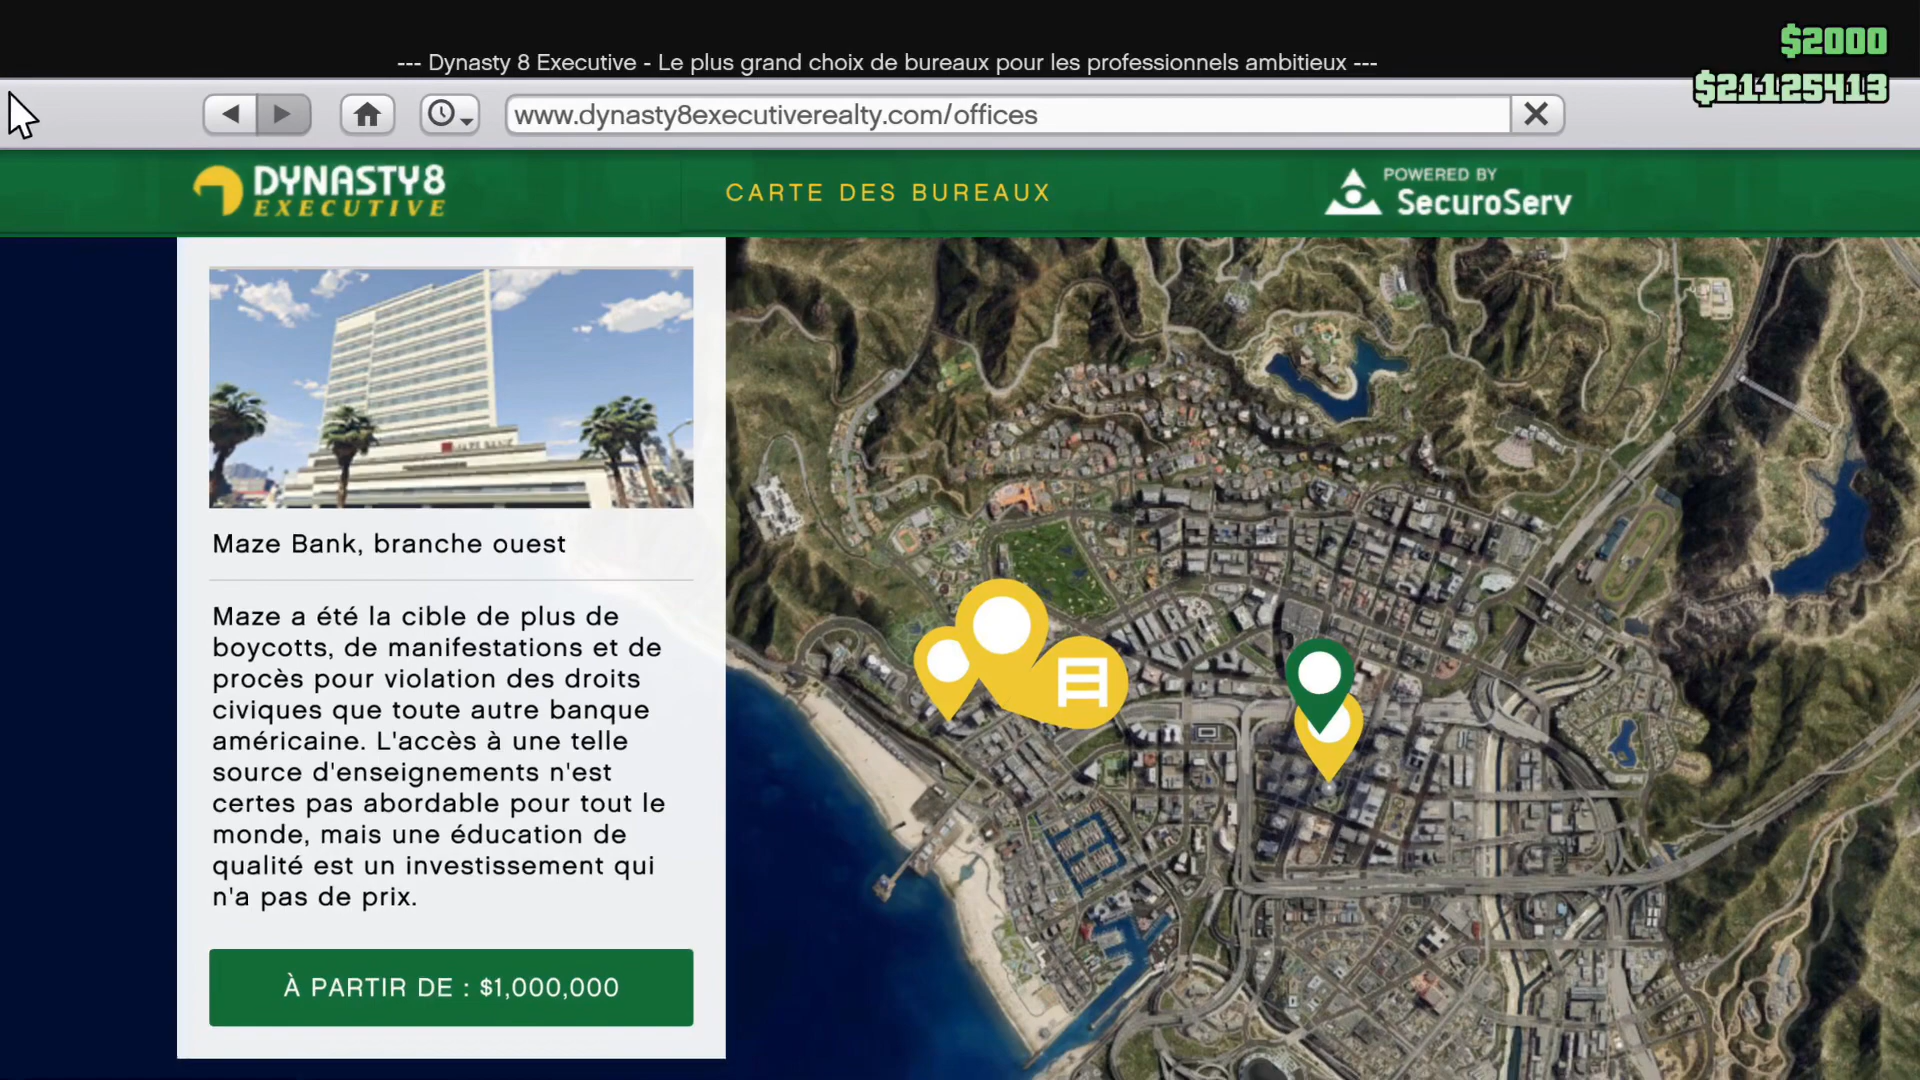 $2000
--- Dynasty 8 Executive - Le plus grand choix de bureaux pour les professionnels ambitieux ---
$21125413
www.dynasty8executiverealty.com/offices
DYNASTY8
EXECUTIVE
CARTE DES BUREAUX
POWERED BY
SecuroServ
MAZE BANK
Maze Bank, branche ouest
Maze a été la cible de plus de
boycotts, de manifestations et de
procès pour violation des droits
civiques que toute autre banque
américaine. L'accès à une telle
source d'enseignements n'est
certes pas abordable pour tout le
monde, mais une éducation de
qualité est un investissement qui
n'a pas de prix.
À PARTIR DE : $1,000,000